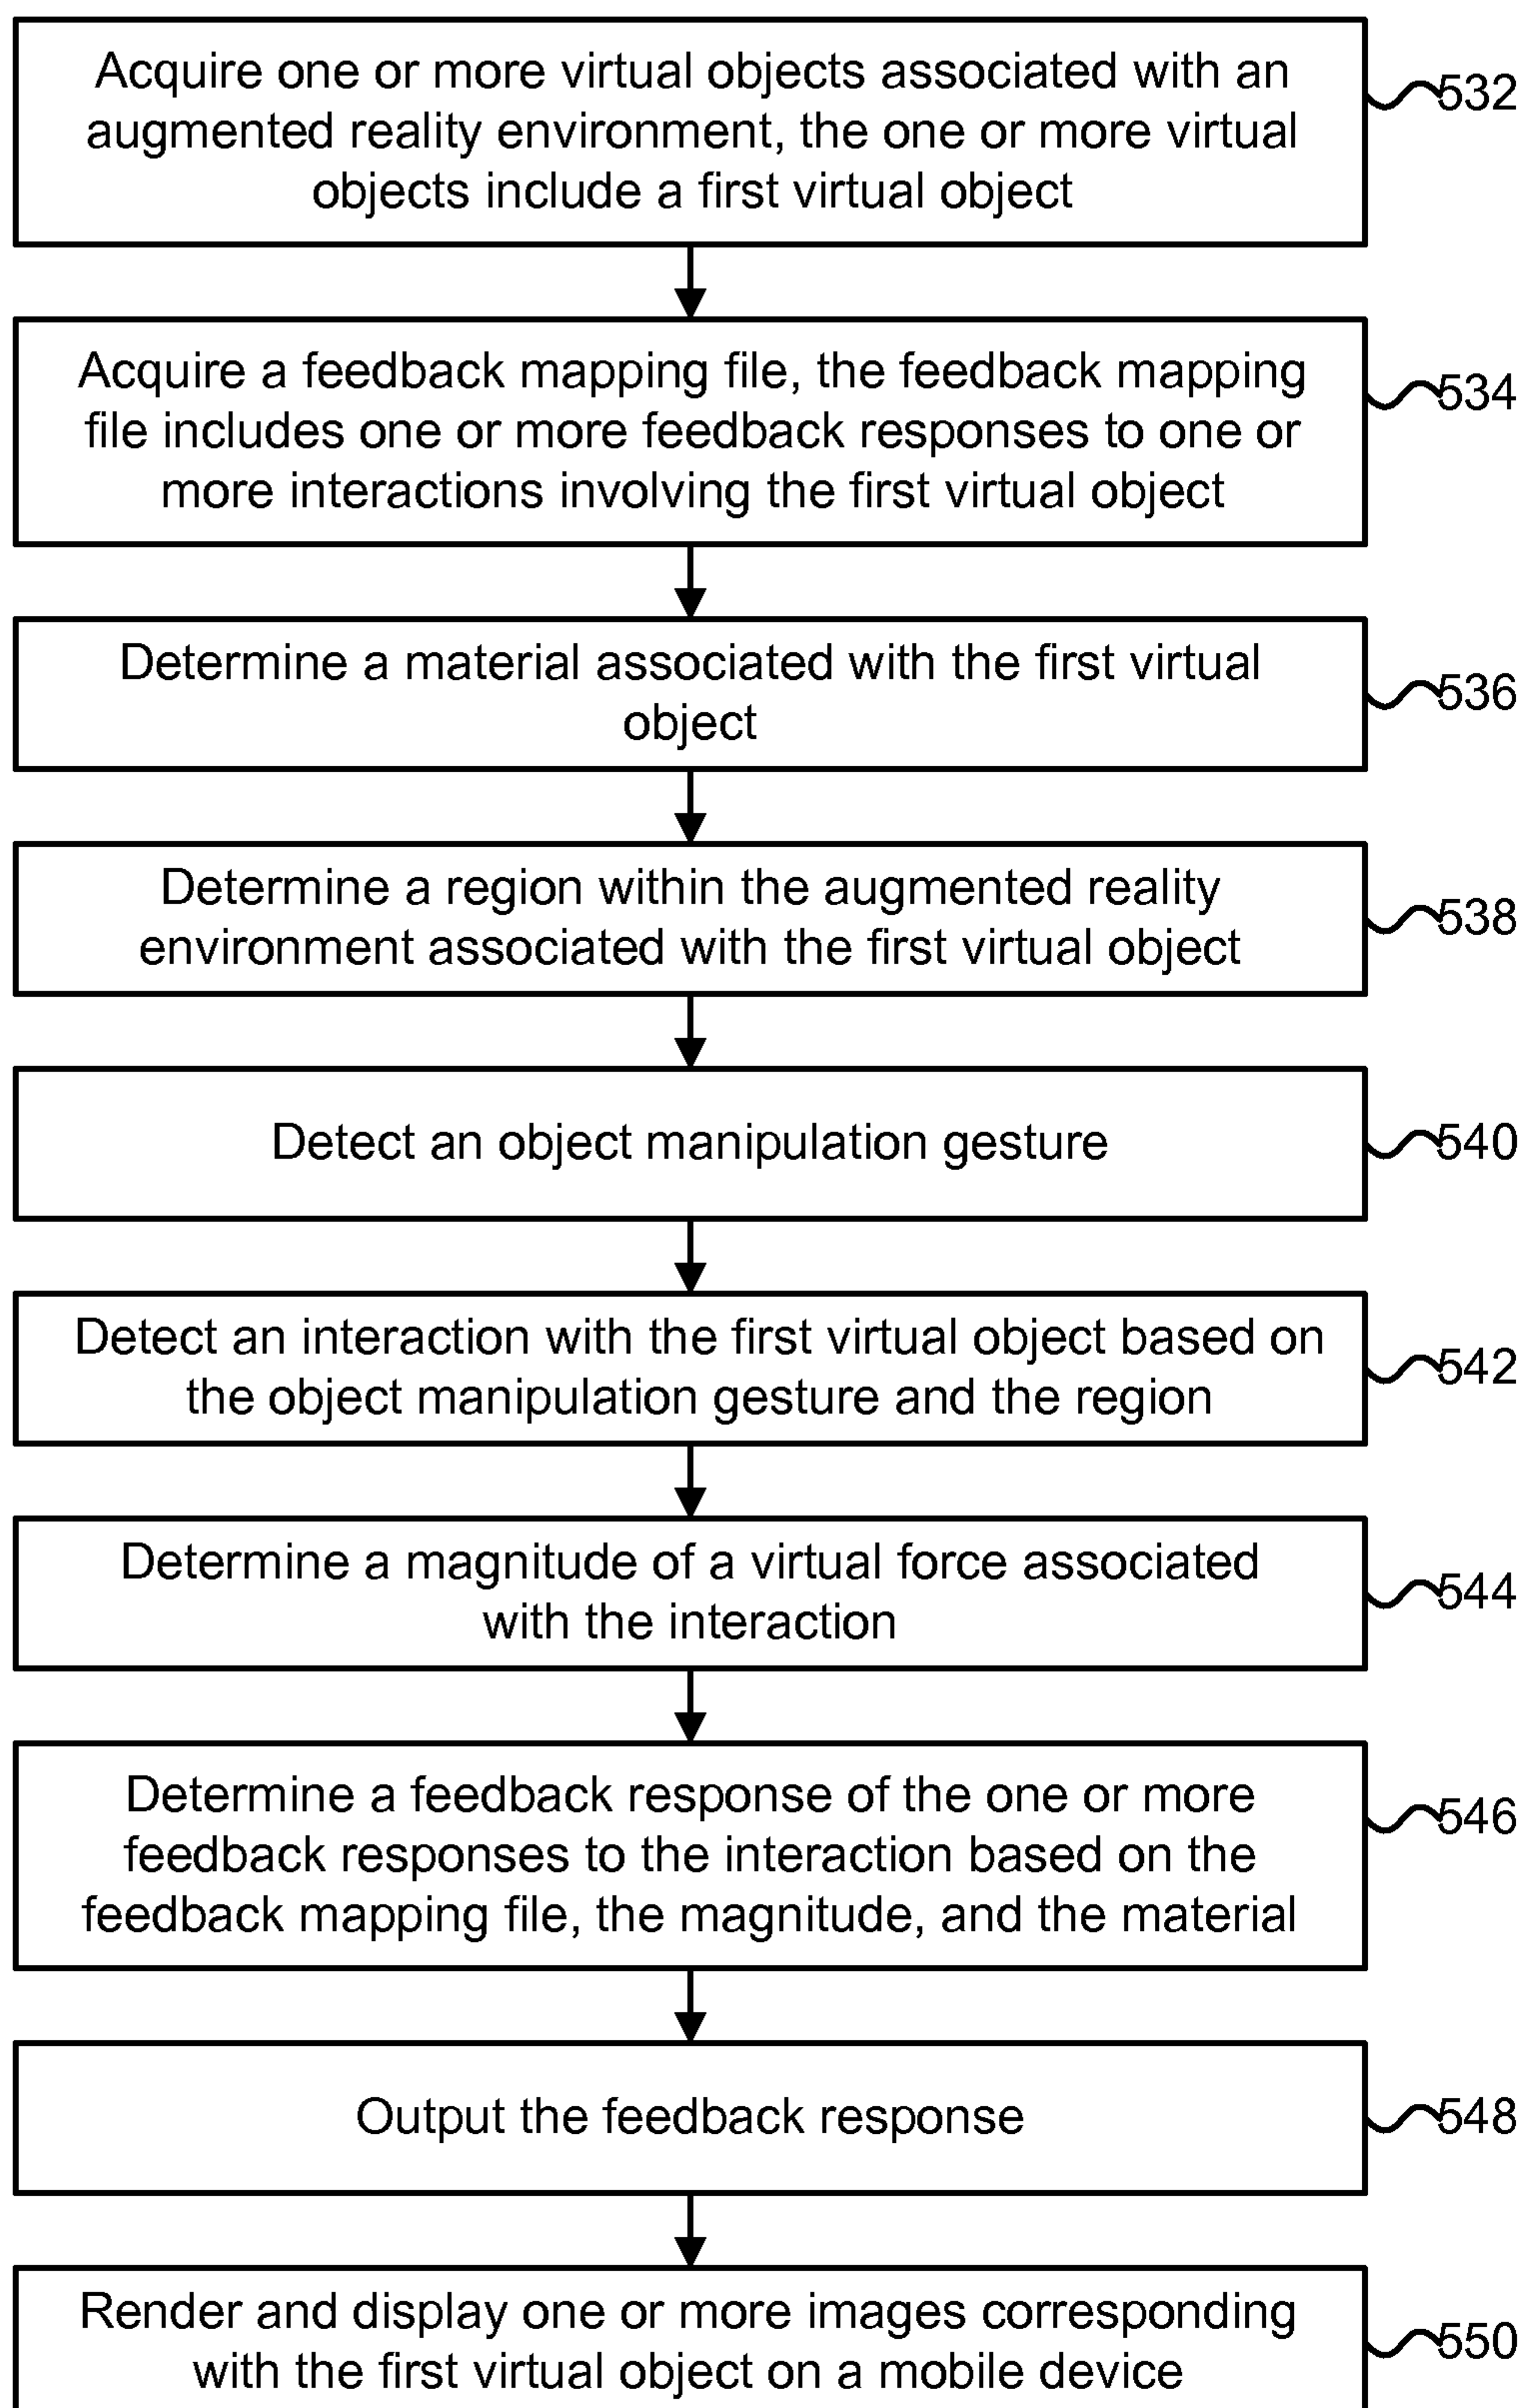 Acquire one or more virtual objects associated with an
augmented reality environment, the one or more virtual
objects include a first virtual object
532
Acquire a feedback mapping file, the feedback mapping
file includes one or more feedback responses to one or
more interactions involving the first virtual object
534
Determine a material associated with the first virtual
object
536
Determine a region within the augmented reality
environment associated with the first virtual object
538
Detect an object manipulation gesture
540
Detect an interaction with the first virtual object based on
the object manipulation gesture and the region
542
Determine a magnitude of a virtual force associated
with the interaction
544
Determine a feedback response of the one or more
feedback responses to the interaction based on the
feedback mapping file, the magnitude, and the material
546
Output the feedback response
548
Render and display one or more images corresponding
with the first virtual object on a mobile device
550